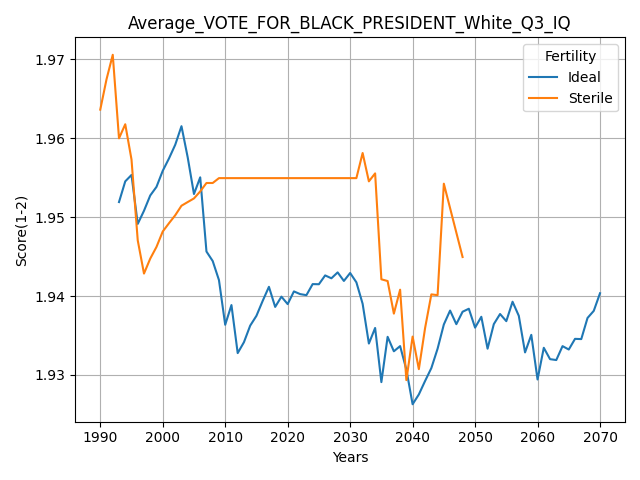 Average_VOTE_FOR_BLACK_PRESIDENT_White_Q3_IQ
Fertility
Ideal
Sterile
Score(1-2)
1.97
1.96
1.95
1.94
1.93
1990 2000 2010 2020 2030 2040 2050 2060 2070
Years